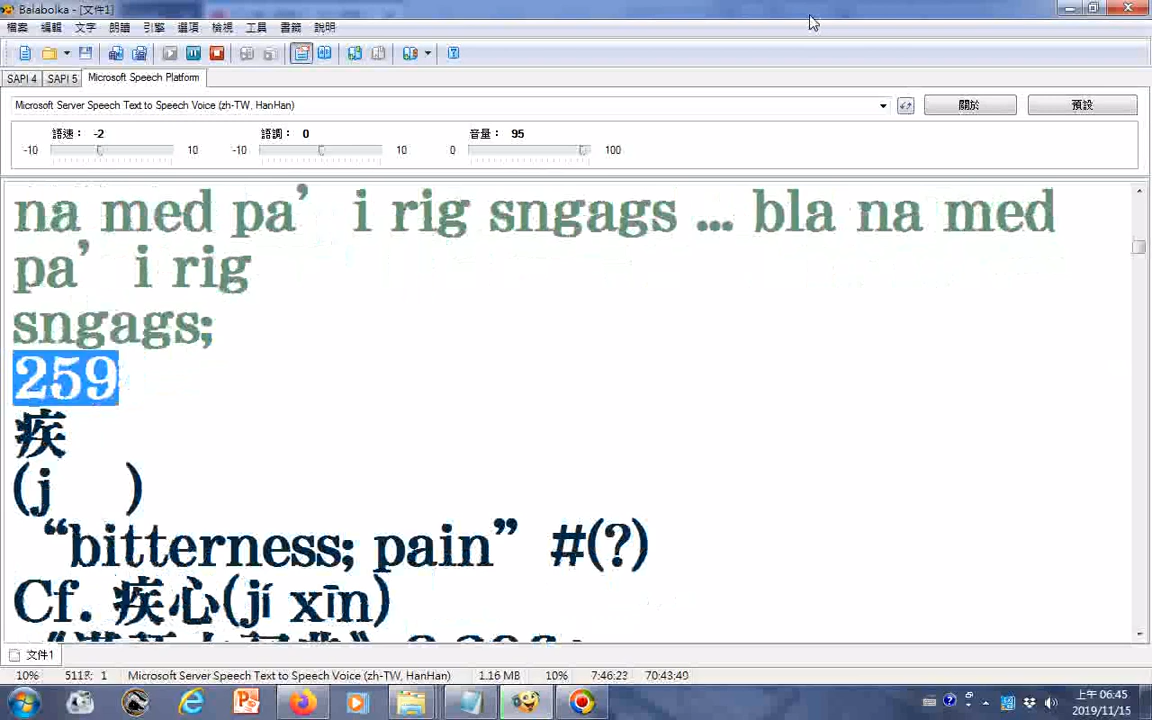 Balabolka - [文件1]
檔案 編輯 文字 朗讀 引擎 選項 檢視 工具 書籤 說明
SAPI 4 SAPI 5 Microsoft Speech Platform
Microsoft Server Speech Text to Speech Voice (zh-TW, HanHan) 關於 預設
語速： -2 語調： 0 音量： 95
-10 10 -10 10 0 100
na med pa’ i rig sngags ... bla na med
pa’ i rig
sngags;
259
疾
(j )
“bitterness; pain” #(?)
Cf. 疾心(jí xīn)
文件1
10% 5118: 1 Microsoft Server Speech Text to Speech Voice (zh-TW, HanHan) 1.16 MB 10% 7:46:23 70:43:49
上午 06:45
2019/11/15